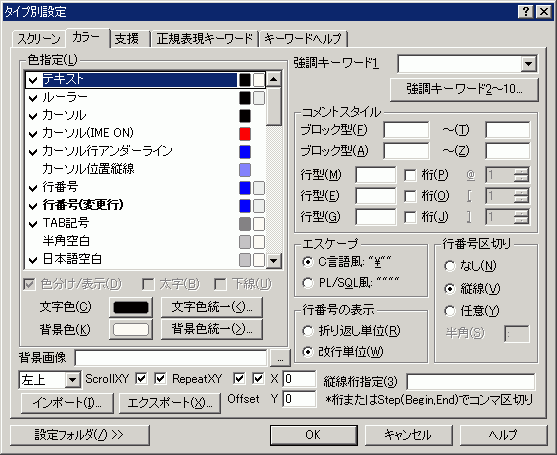 タイプ別設定
スクリーン カラー 支援 正規表現キーワード キーワードヘルプ
色指定(L)
テキスト
ルーラー
カーソル
カーソル(IME ON)
カーソル行アンダーライン
カーソル位置縦線
行番号
行番号(変更行)
TAB記号
半角空白
日本語空白
色分け/表示(D) 太字(B) 下線(U)
文字色(C) 文字色統一(<)...
背景色(K) 背景色統一(>)...
強調キーワード1
強調キーワード2～10...
コメントスタイル
ブロック型(F) ～(T)
ブロック型(A) ～(Z)
行型(M) 桁(P) @ 1
行型(E) 桁(O) [ 1
行型(G) 桁(J) ] 1
エスケープ
C言語風: "¥""
PL/SQL風: """"
行番号の表示
折り返し単位(R)
改行単位(W)
行番号区切り
なし(N)
縦線(V)
任意(Y)
半角(S) :
背景画像 ...
左上 ScrollXY RepeatXY X 0
インポート(I)... エクスポート(X)... Offset Y 0
縦線桁指定(3)
*桁またはStep(Begin,End)でコンマ区切り
設定フォルダ(/) >> OK キャンセル ヘルプ